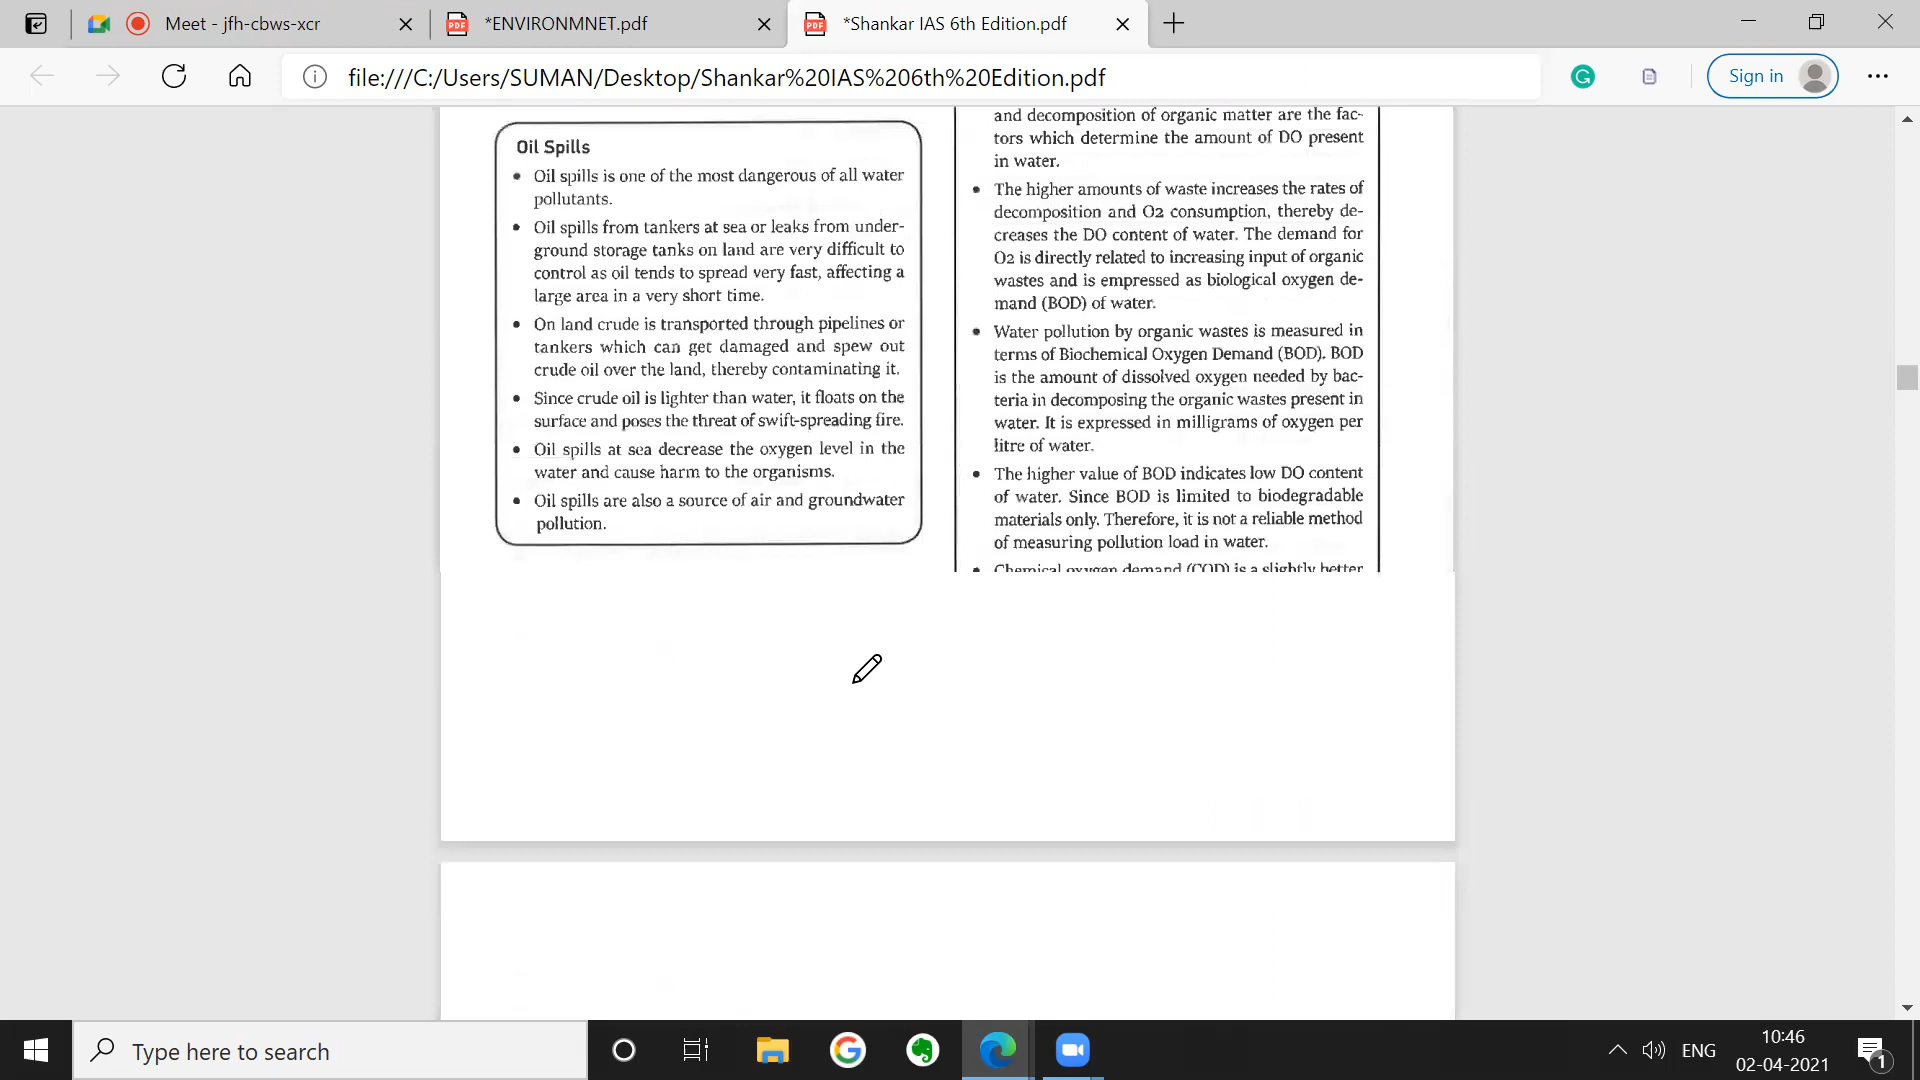 Meet - jfh-cbws-xcr
*ENVIRONMNET.pdf
*Shankar IAS 6th Edition.pdf
file:///C:/Users/SUMAN/Desktop/Shankar%20IAS%206th%20Edition.pdf
Sign in
Oil Spills
• Oil spills is one of the most dangerous of all water
pollutants.
• Oil spills from tankers at sea or leaks from under-
ground storage tanks on land are very difficult to
control as oil tends to spread very fast, affecting a
large area in a very short time.
• On land crude is transported through pipelines or
tankers which can get damaged and spew out
crude oil over the land, thereby contaminating it.
• Since crude oil is lighter than water, it floats on the
surface and poses the threat of swift-spreading fire.
• Oil spills at sea decrease the oxygen level in the
water and cause harm to the organisms.
• Oil spills are also a source of air and groundwater
pollution.
and decomposition of organic matter are the fac-
tors which determine the amount of DO present
in water.
• The higher amounts of waste increases the rates of
decomposition and O2 consumption, thereby de-
creases the DO content of water. The demand for
O2 is directly related to increasing input of organic
wastes and is empressed as biological oxygen de-
mand (BOD) of water.
• Water pollution by organic wastes is measured in
terms of Biochemical Oxygen Demand (BOD). BOD
is the amount of dissolved oxygen needed by bac-
teria in decomposing the organic wastes present in
water. It is expressed in milligrams of oxygen per
litre of water.
• The higher value of BOD indicates low DO content
of water. Since BOD is limited to biodegradable
materials only. Therefore, it is not a reliable method
of measuring pollution load in water.
• Chemical oxygen demand (COD) is a slightly better
Type here to search
ENG
10:46
02-04-2021
1